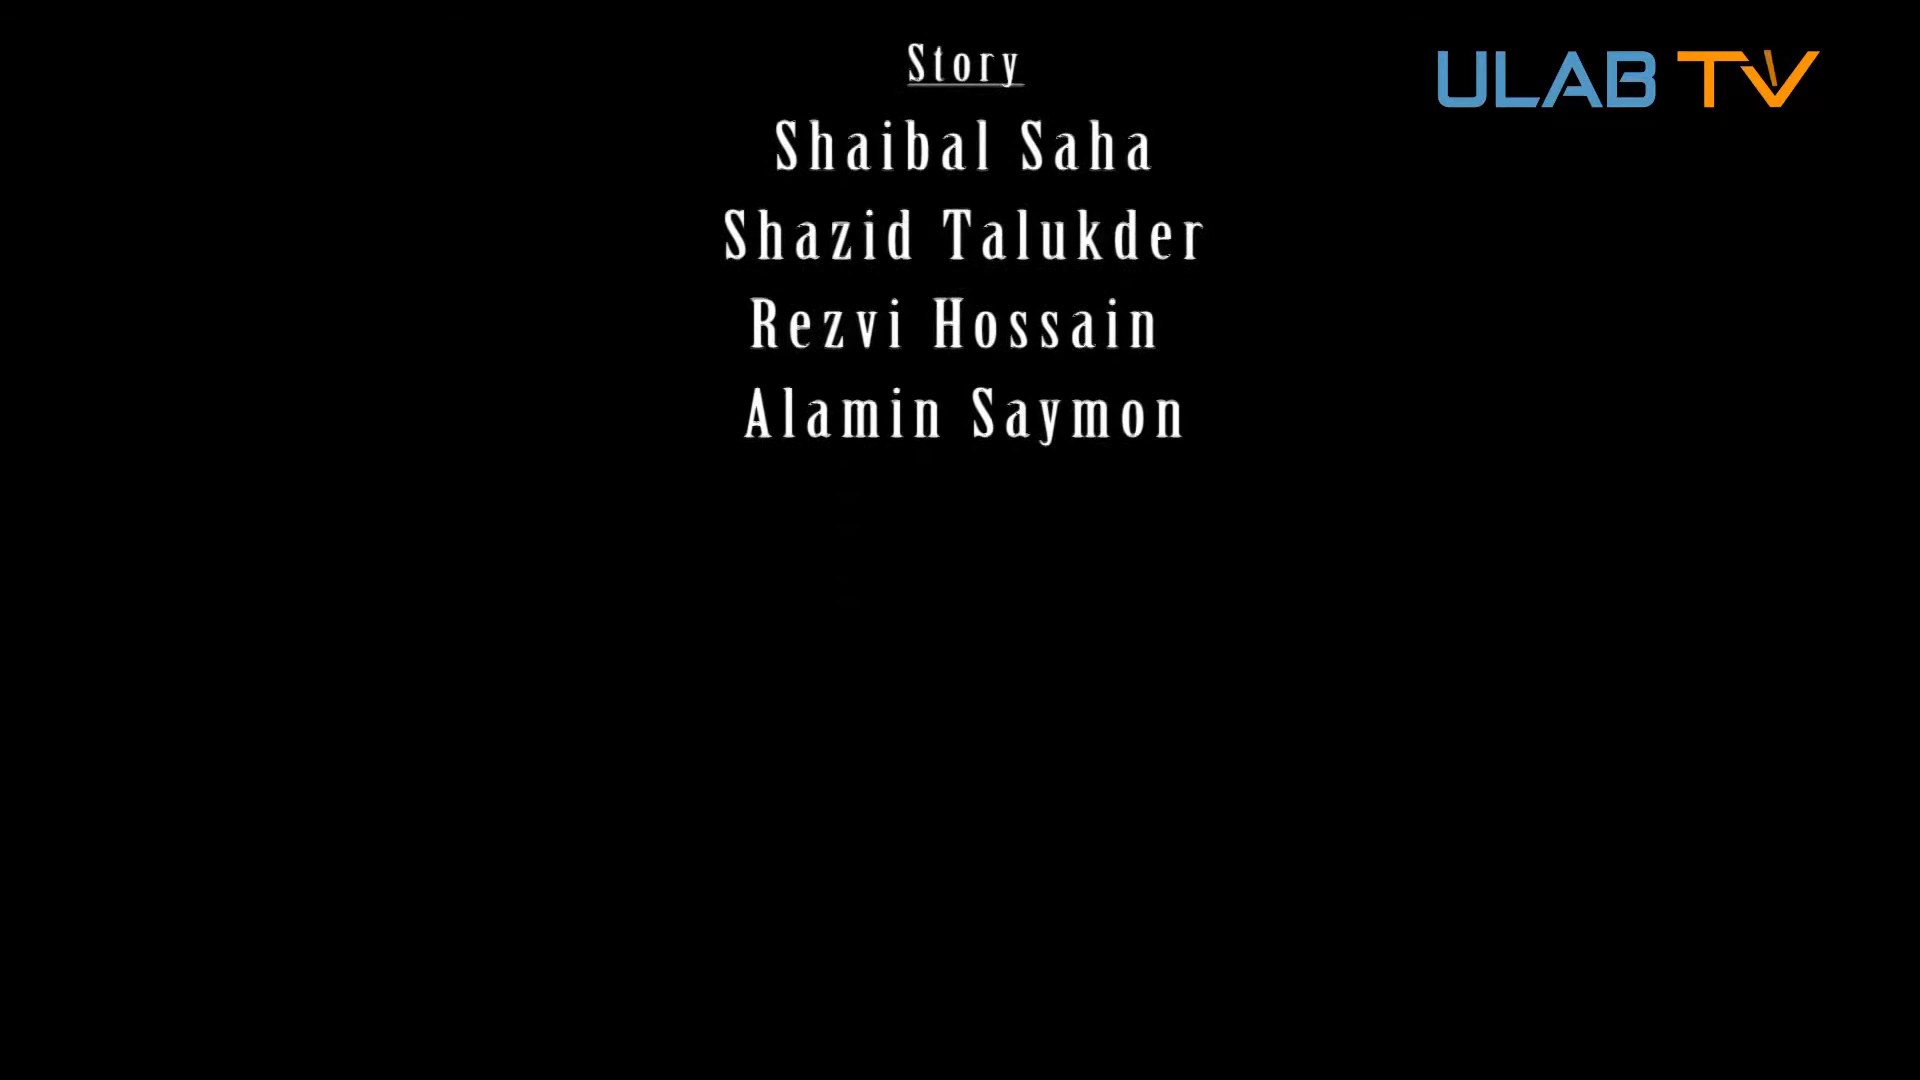 Story
ULAB TV
Shaibal Saha
Shazid Talukder
Rezvi Hossain
Alamin Saymon